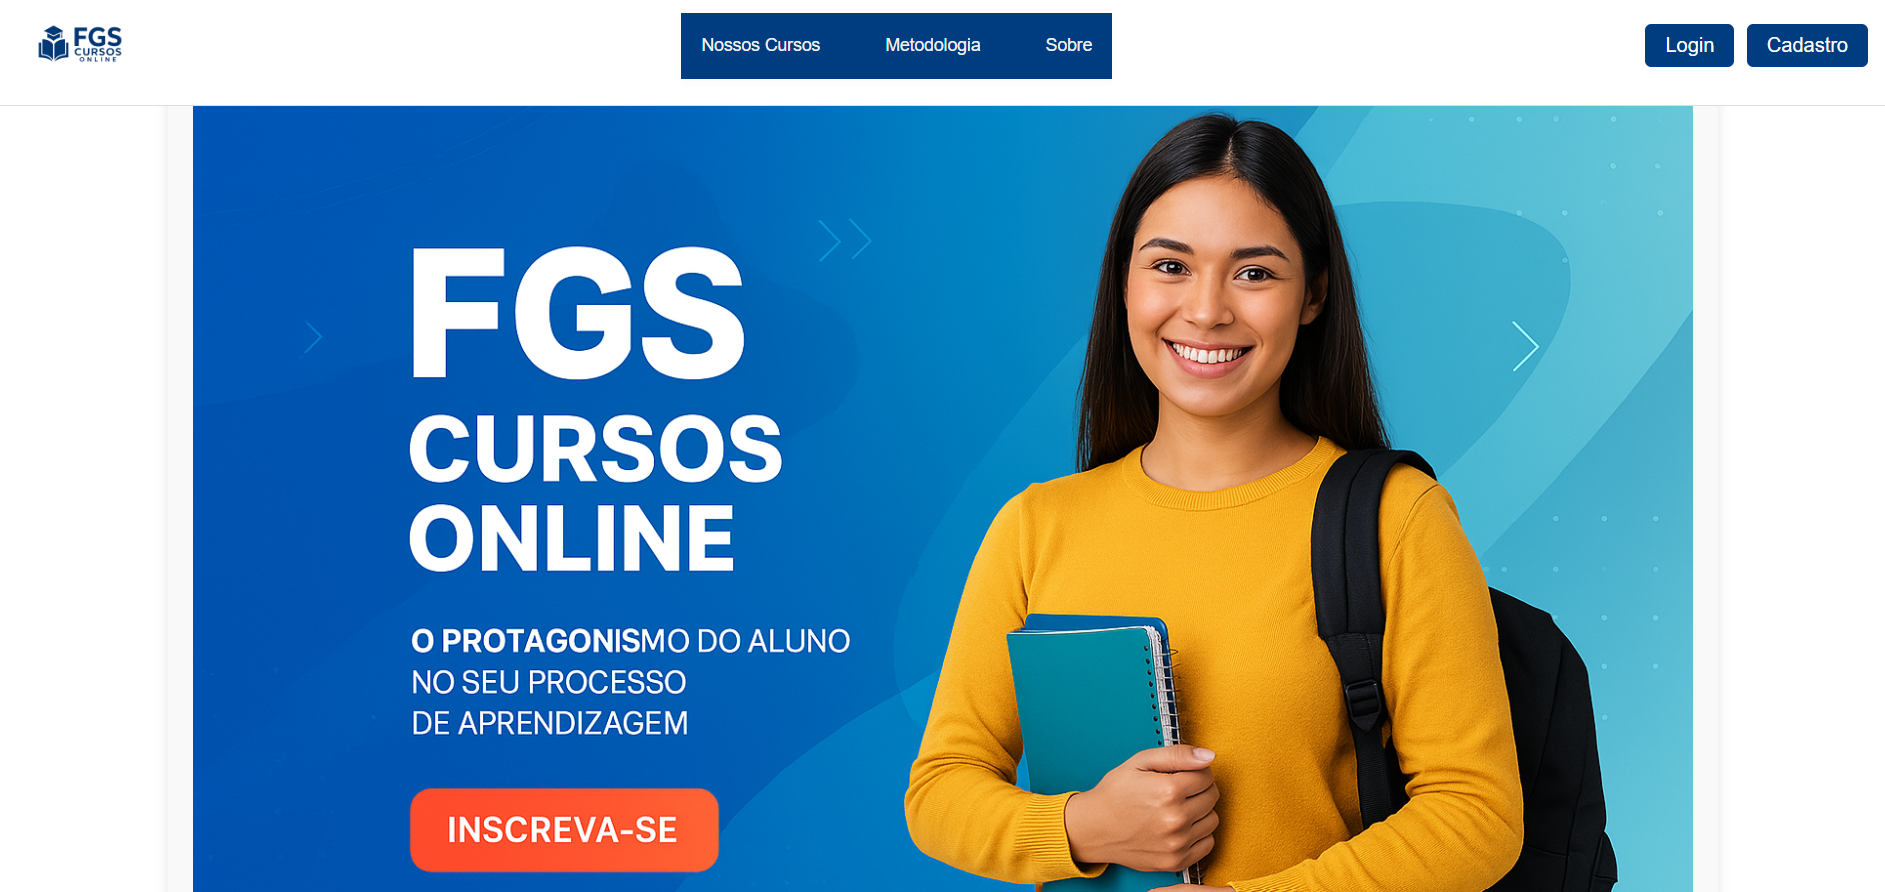 FGS
CURSOS
ONLINE
Nossos Cursos
Metodologia
Sobre
Login
Cadastro
FGS
CURSOS
ONLINE
O PROTAGONISMO DO ALUNO
NO SEU PROCESSO
DE APRENDIZAGEM
INSCREVA-SE